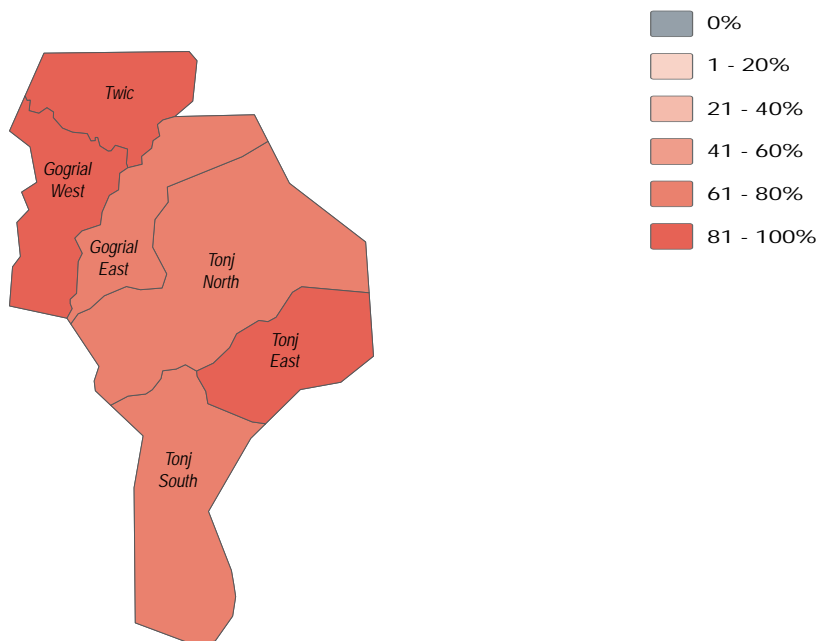 0%
1 - 20%
21 - 40%
41 - 60%
61 - 80%
81 - 100%
Twic
Gogrial
West
Gogrial
East
Tonj
North
Tonj
East
Tonj
South